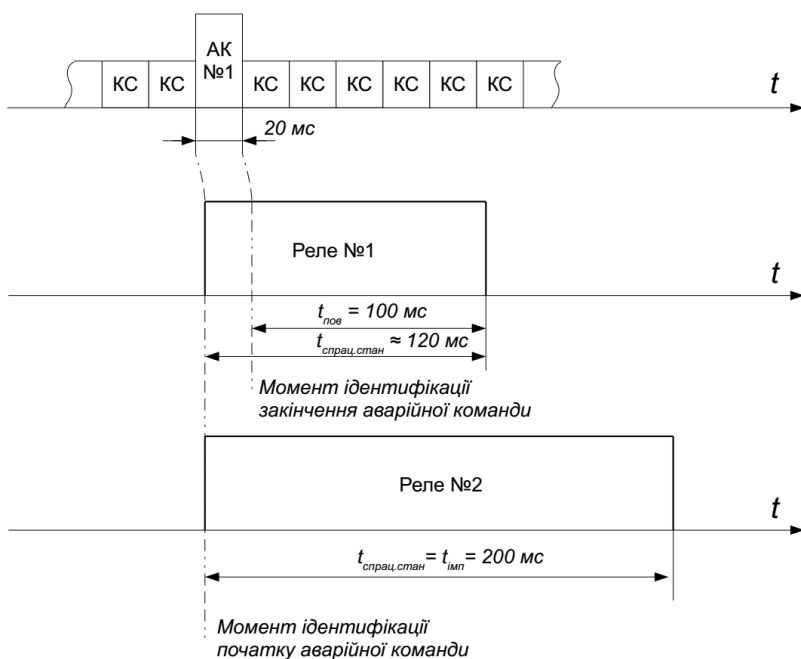 АК
№1
КС КС КС КС КС КС КС КС
t
20 мс
Реле №1
t
tпов = 100 мс
tспрац.стан ≈ 120 мс
Момент ідентифікації
закінчення аварійної команди
Реле №2
t
tспрац.стан = tімп = 200 мс
Момент ідентифікації
початку аварійної команди